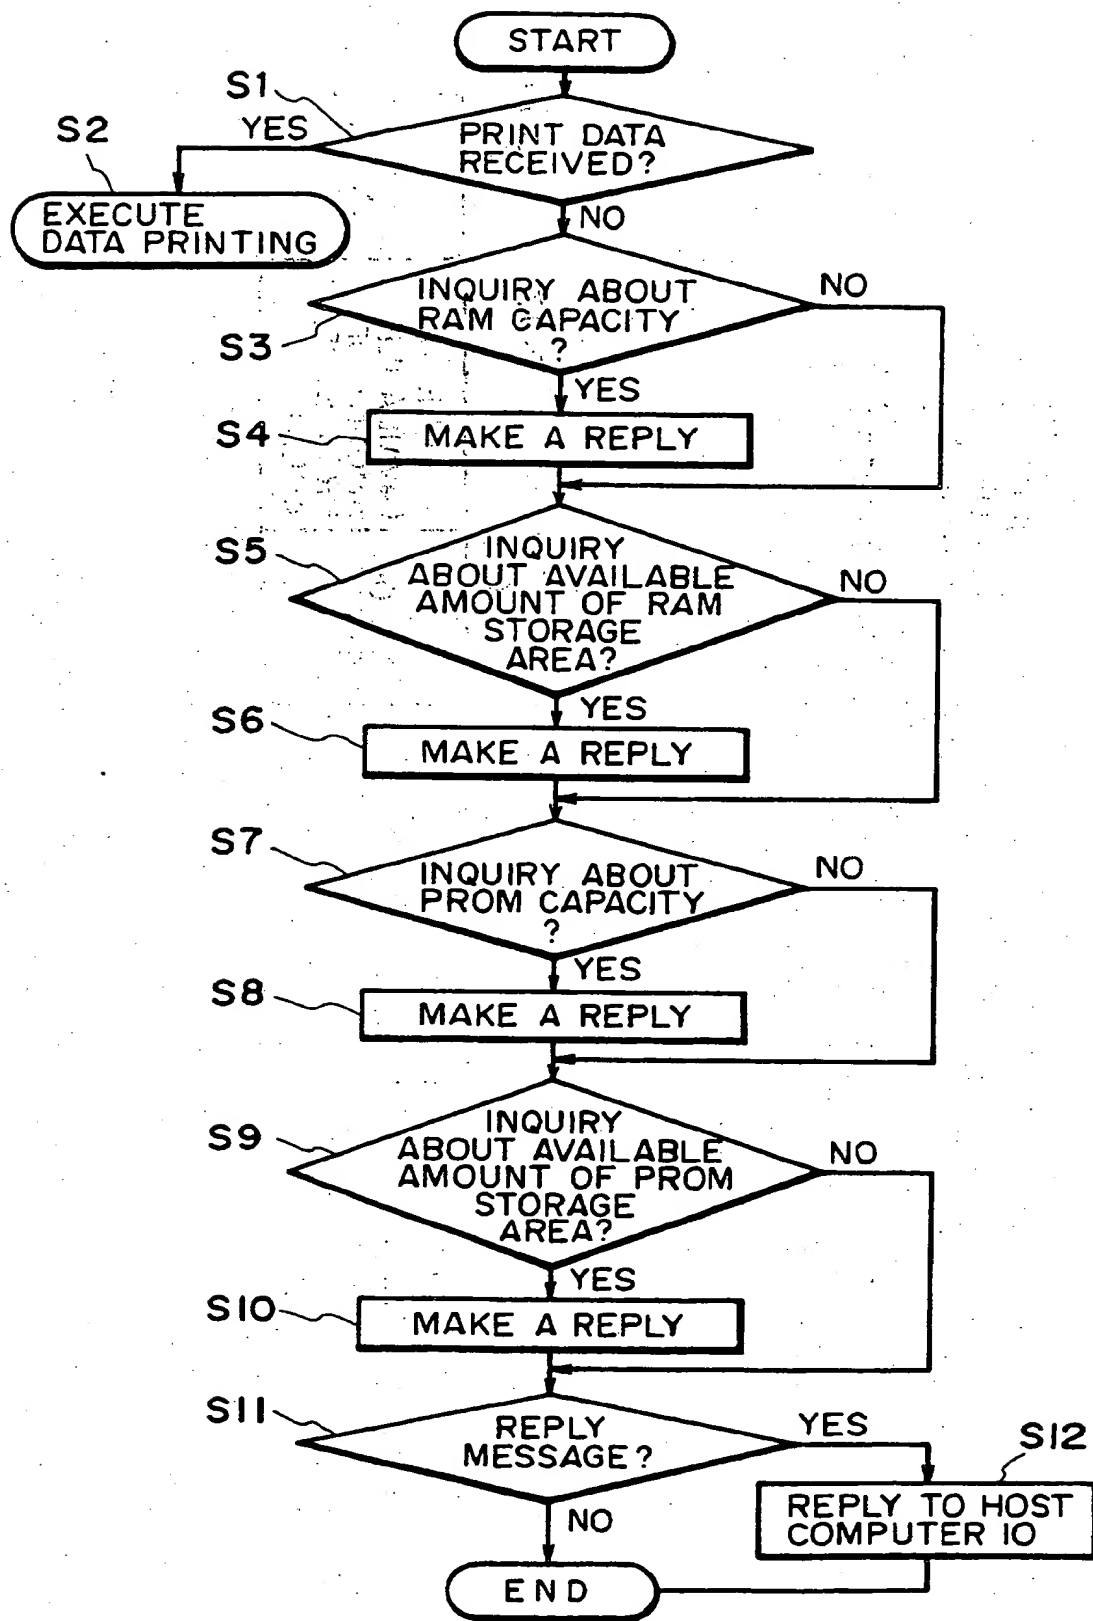 START
S1
PRINT DATA
RECEIVED?
YES
S2
EXECUTE
DATA PRINTING
NO
INQUIRY ABOUT
RAM CAPACITY
?
NO
S3
YES
S4
MAKE A REPLY
S5
INQUIRY
ABOUT AVAILABLE
AMOUNT OF RAM
STORAGE
AREA?
NO
YES
S6
MAKE A REPLY
S7
INQUIRY ABOUT
PROM CAPACITY
?
NO
YES
S8
MAKE A REPLY
S9
INQUIRY
ABOUT AVAILABLE
AMOUNT OF PROM
STORAGE
AREA?
NO
YES
S10
MAKE A REPLY
S11
REPLY
MESSAGE?
YES
S12
REPLY TO HOST
COMPUTER 10
NO
END